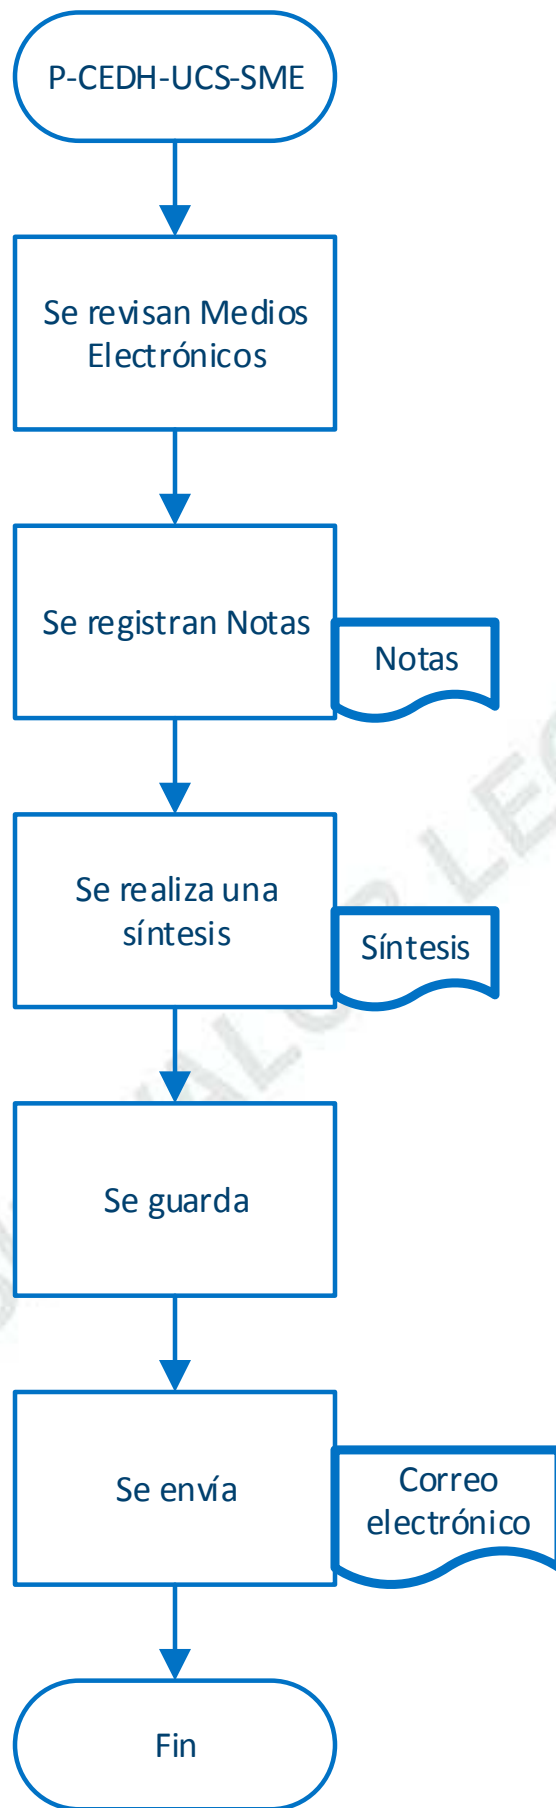 P-CEDH-UCS-SME
Se revisan Medios
Electrónicos
Se registran Notas
Notas
Se realiza una
síntesis
Síntesis
Se guarda
Se envía
Correo
electrónico
Fin